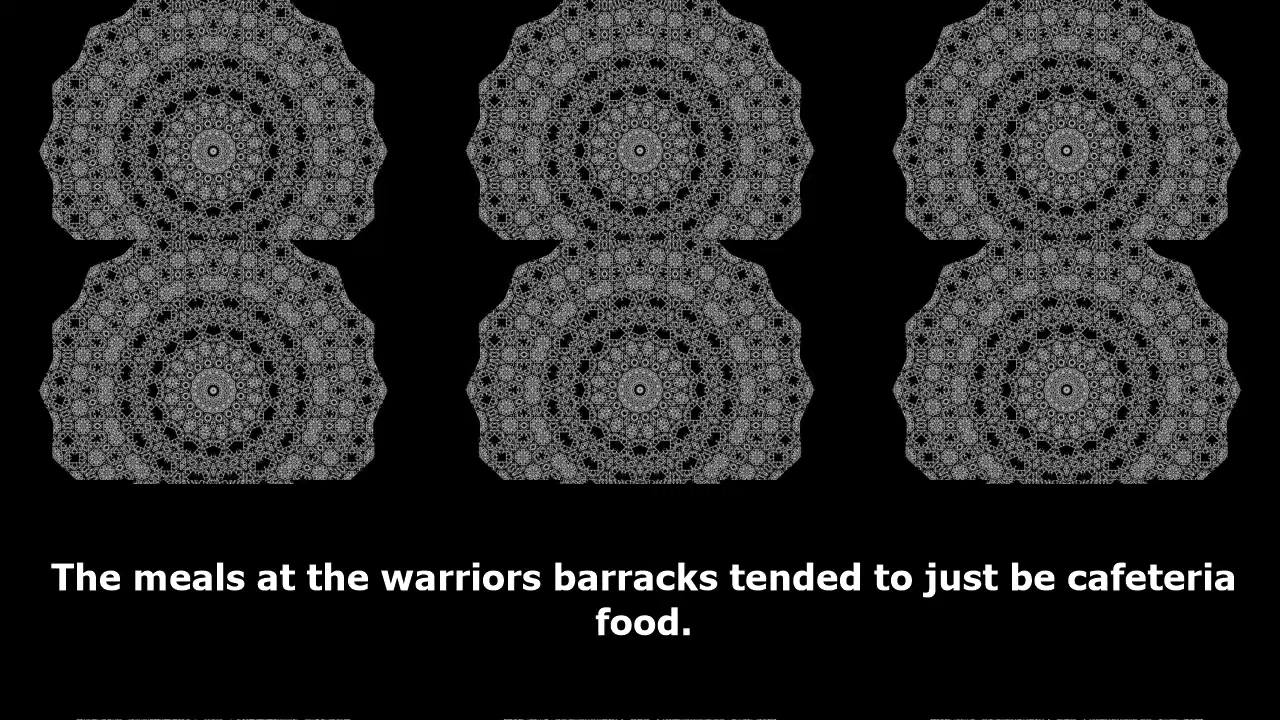 The meals at the warriors barracks tended to just be cafeteria
food.